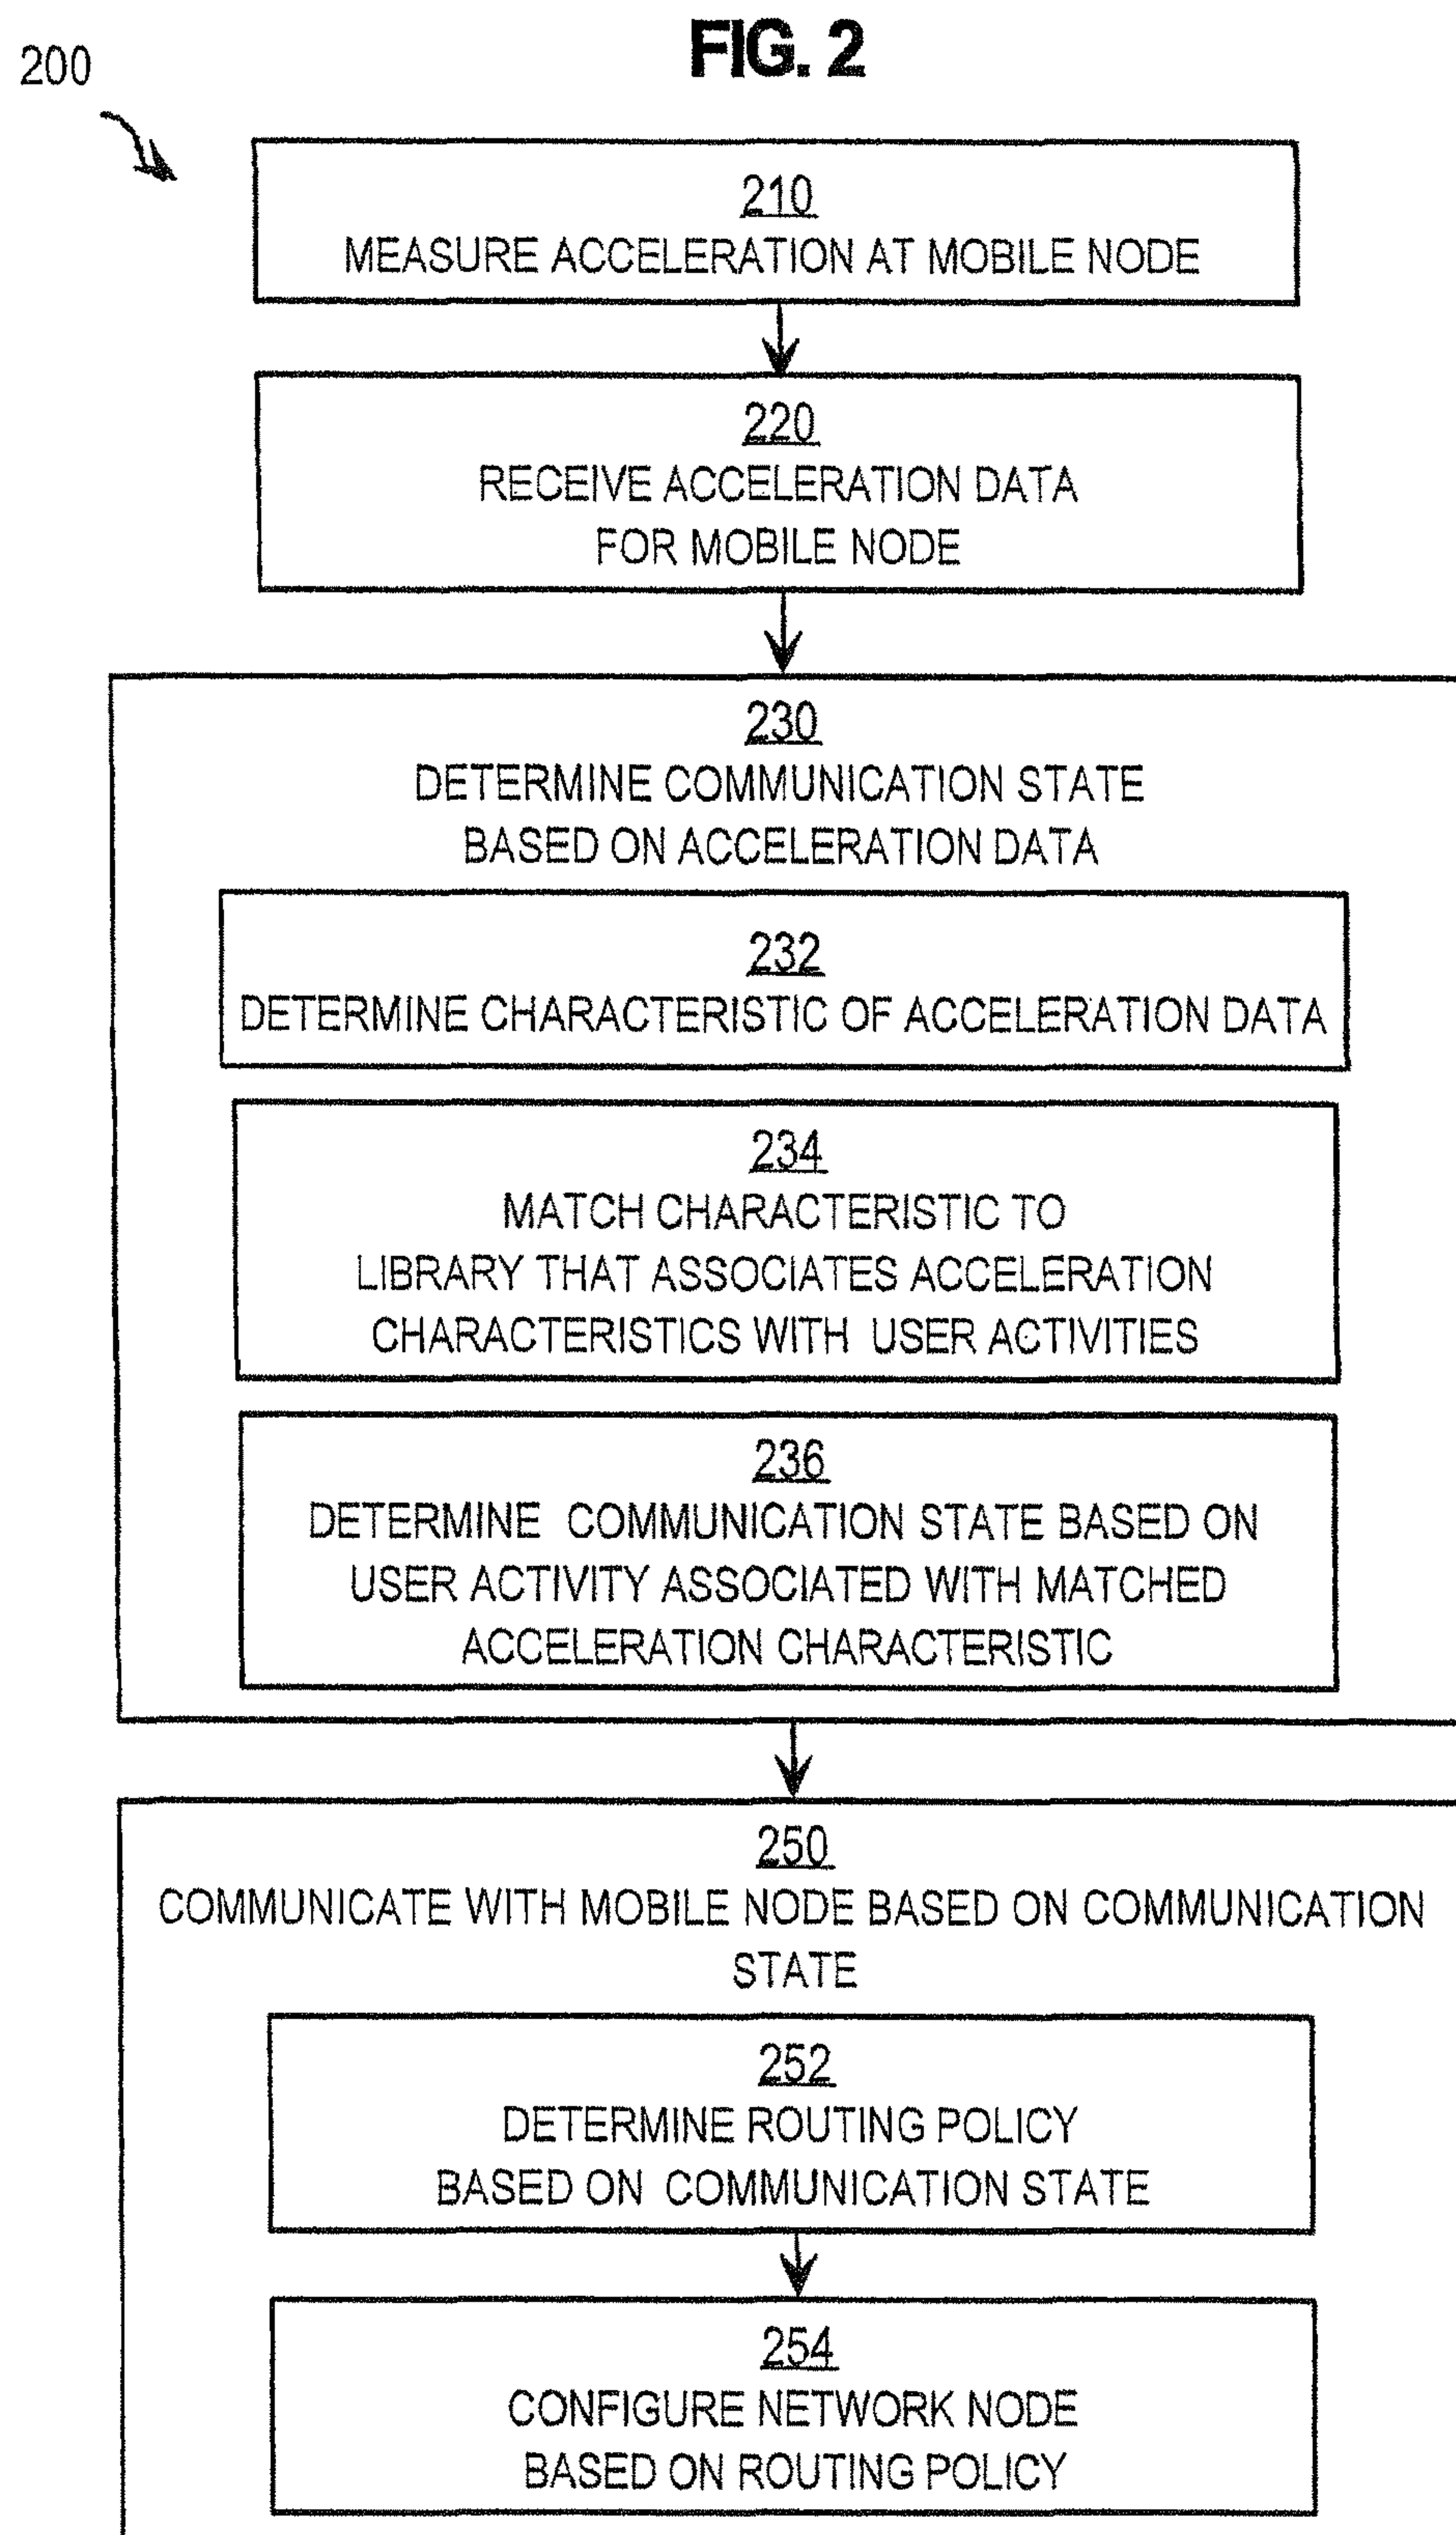 FIG. 2
200
210
MEASURE ACCELERATION AT MOBILE NODE
220
RECEIVE ACCELERATION DATA
FOR MOBILE NODE
230
DETERMINE COMMUNICATION STATE
BASED ON ACCELERATION DATA
232
DETERMINE CHARACTERISTIC OF ACCELERATION DATA
234
MATCH CHARACTERISTIC TO
LIBRARY THAT ASSOCIATES ACCELERATION
CHARACTERISTICS WITH USER ACTIVITIES
236
DETERMINE COMMUNICATION STATE BASED ON
USER ACTIVITY ASSOCIATED WITH MATCHED
ACCELERATION CHARACTERISTIC
250
COMMUNICATE WITH MOBILE NODE BASED ON COMMUNICATION
STATE
252
DETERMINE ROUTING POLICY
BASED ON COMMUNICATION STATE
254
CONFIGURE NETWORK NODE
BASED ON ROUTING POLICY